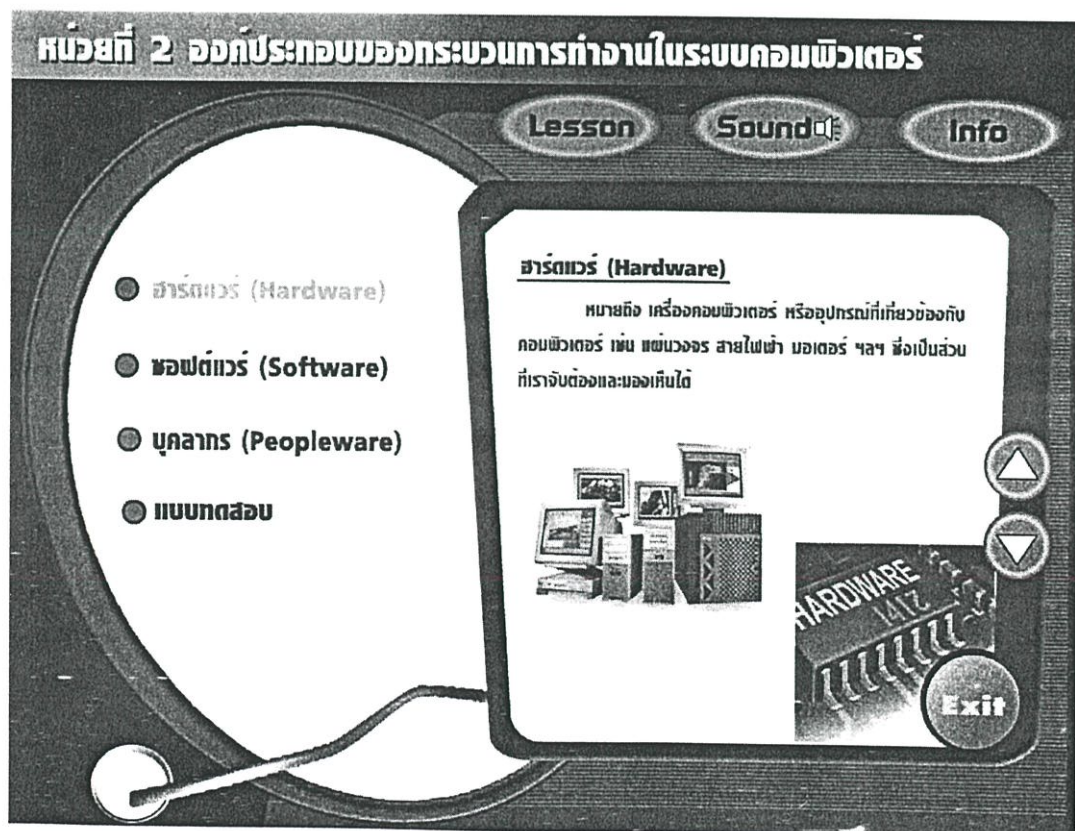 หน่วยที่ 2 องค์ประกอบของกระบวนการทำงานในระบบคอมพิวเตอร์
Lesson
Sound
Info
ฮาร์ดแวร์ (Hardware)
ซอฟต์แวร์ (Software)
บุคลากร (Peopleware)
แบบทดสอบ
ฮาร์ดแวร์ (Hardware)
หมายถึง เครื่องคอมพิวเตอร์ หรืออุปกรณ์ที่เกี่ยวข้องกับ
คอมพิวเตอร์ เช่น แผ่นวงจร สายไฟฟ้า มอเตอร์ ฯลฯ ซึ่งเป็นส่วน
ที่เราจับต้องและมองเห็นได้
HARDWARE
1412
Exit